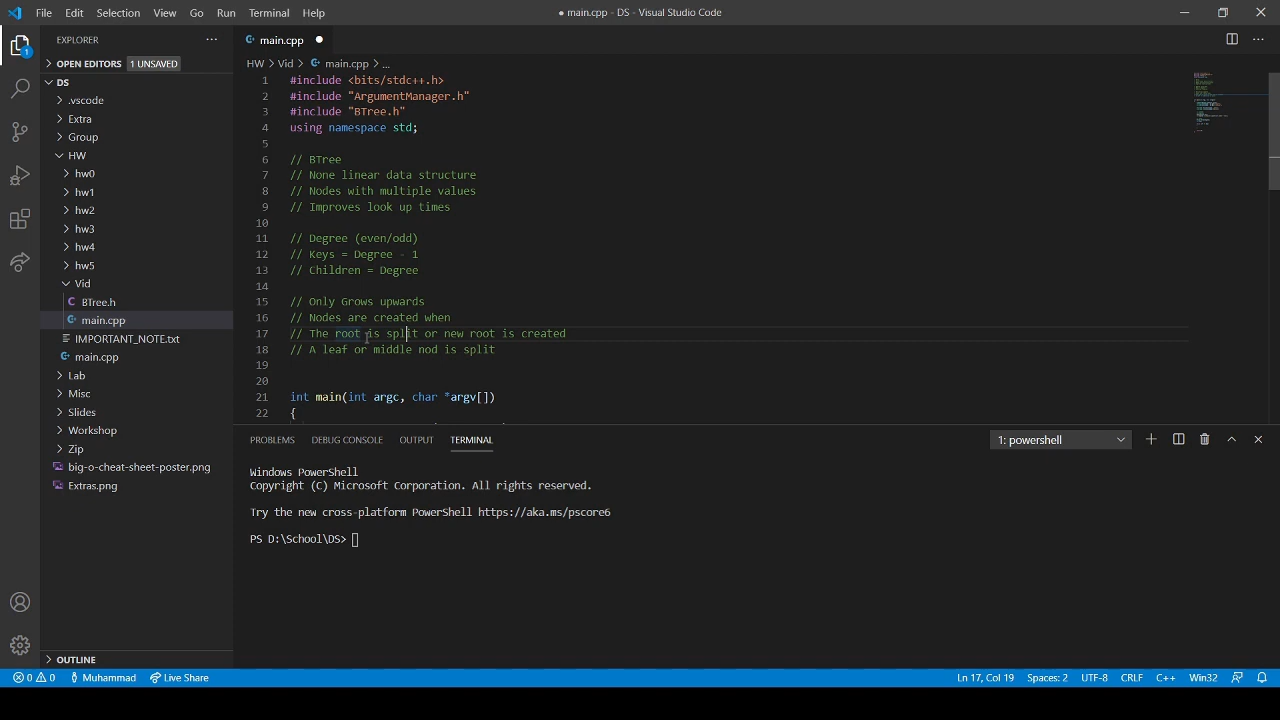 File Edit Selection View Go Run Terminal Help
● main.cpp - DS - Visual Studio Code
EXPLORER
OPEN EDITORS 1 UNSAVED
DS
.vscode
Extra
Group
HW
hw0
hw1
hw2
hw3
hw4
hw5
Vid
BTree.h
main.cpp
IMPORTANT_NOTE.txt
main.cpp
Lab
Misc
Slides
Workshop
Zip
big-o-cheat-sheet-poster.png
Extras.png
OUTLINE
main.cpp
HW > Vid > main.cpp > ...
1 #include <bits/stdc++.h>
2 #include "ArgumentManager.h"
3 #include "BTree.h"
4 using namespace std;
5
6 // BTree
7 // None linear data structure
8 // Nodes with multiple values
9 // Improves look up times
10
11 // Degree (even/odd)
12 // Keys = Degree - 1
13 // Children = Degree
14
15 // Only Grows upwards
16 // Nodes are created when
17 // The root is split or new root is created
18 // A leaf or middle nod is split
19
20
21 int main(int argc, char *argv[])
22 {
PROBLEMS DEBUG CONSOLE OUTPUT TERMINAL
1: powershell
Windows PowerShell
Copyright (C) Microsoft Corporation. All rights reserved.
Try the new cross-platform PowerShell https://aka.ms/pscore6
PS D:\School\DS>
0 0 Muhammad Live Share
Ln 17, Col 19 Spaces: 2 UTF-8 CRLF C++ Win32